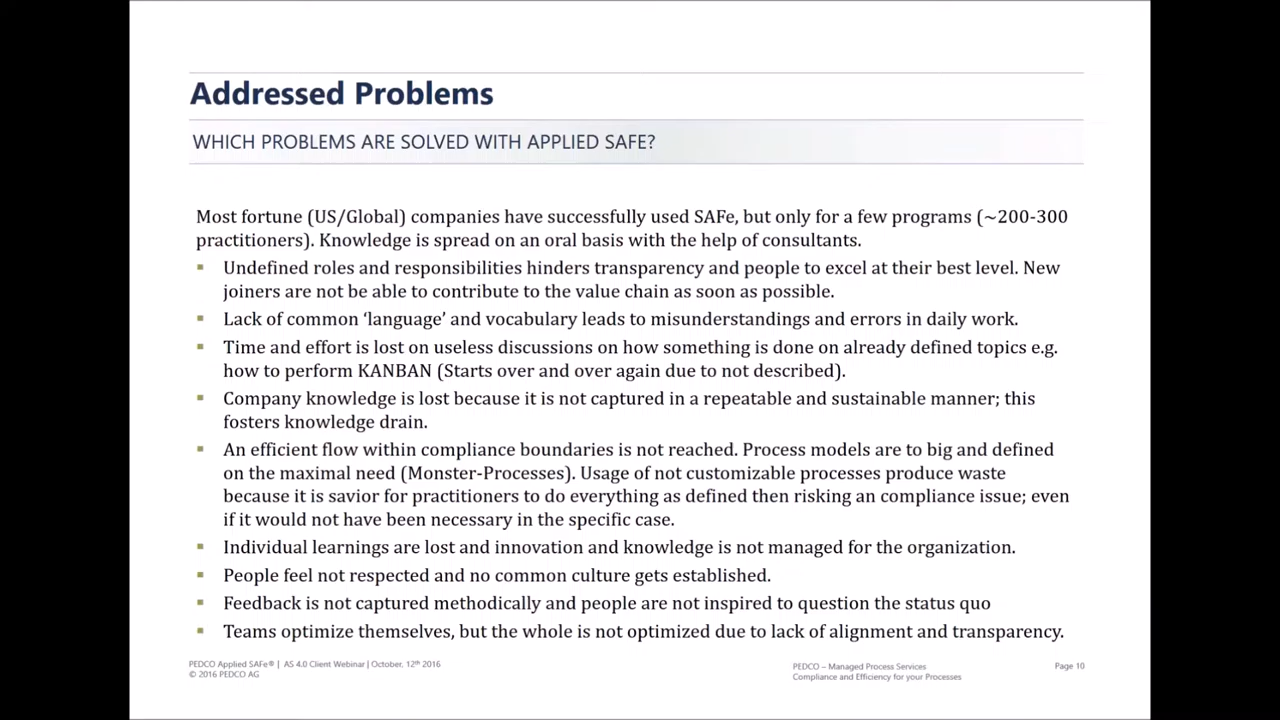 Addressed Problems
WHICH PROBLEMS ARE SOLVED WITH APPLIED SAFE?
Most fortune (US/Global) companies have successfully used SAFe, but only for a few programs (~200-300
practitioners). Knowledge is spread on an oral basis with the help of consultants.
▪ Undefined roles and responsibilities hinders transparency and people to excel at their best level. New
joiners are not be able to contribute to the value chain as soon as possible.
▪ Lack of common ‘language’ and vocabulary leads to misunderstandings and errors in daily work.
▪ Time and effort is lost on useless discussions on how something is done on already defined topics e.g.
how to perform KANBAN (Starts over and over again due to not described).
▪ Company knowledge is lost because it is not captured in a repeatable and sustainable manner; this
fosters knowledge drain.
▪ An efficient flow within compliance boundaries is not reached. Process models are to big and defined
on the maximal need (Monster-Processes). Usage of not customizable processes produce waste
because it is savior for practitioners to do everything as defined then risking an compliance issue; even
if it would not have been necessary in the specific case.
▪ Individual learnings are lost and innovation and knowledge is not managed for the organization.
▪ People feel not respected and no common culture gets established.
▪ Feedback is not captured methodically and people are not inspired to question the status quo
▪ Teams optimize themselves, but the whole is not optimized due to lack of alignment and transparency.
PEDCO Applied SAFe® | AS 4.0 Client Webinar | October, 12th 2016
© 2016 PEDCO AG
PEDCO – Managed Process Services
Compliance and Efficiency for your Processes
Page 10